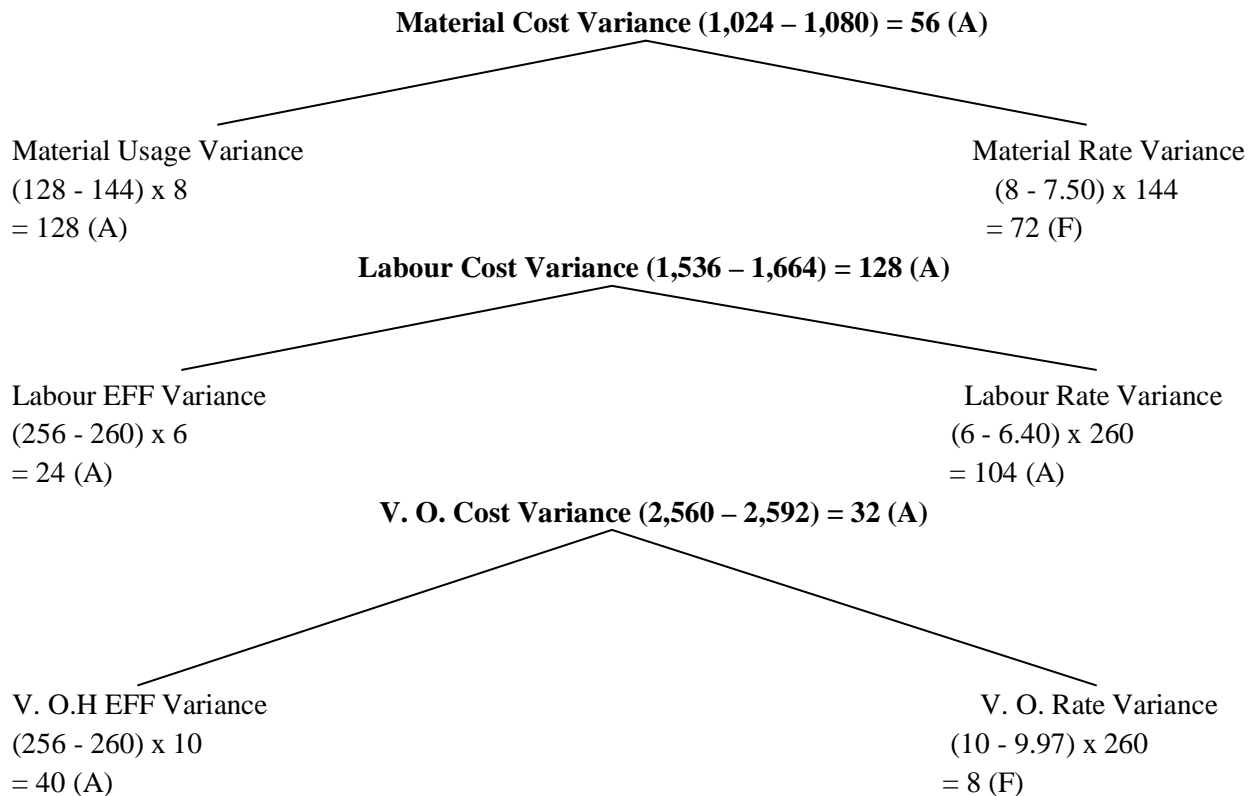 Material Cost Variance (1,024 – 1,080) = 56 (A)
Material Usage Variance
(128 - 144) x 8
= 128 (A)
Material Rate Variance
(8 - 7.50) x 144
= 72 (F)
Labour Cost Variance (1,536 – 1,664) = 128 (A)
Labour EFF Variance
(256 - 260) x 6
= 24 (A)
Labour Rate Variance
(6 - 6.40) x 260
= 104 (A)
V. O. Cost Variance (2,560 – 2,592) = 32 (A)
V. O.H EFF Variance
(256 - 260) x 10
= 40 (A)
V. O. Rate Variance
(10 - 9.97) x 260
= 8 (F)